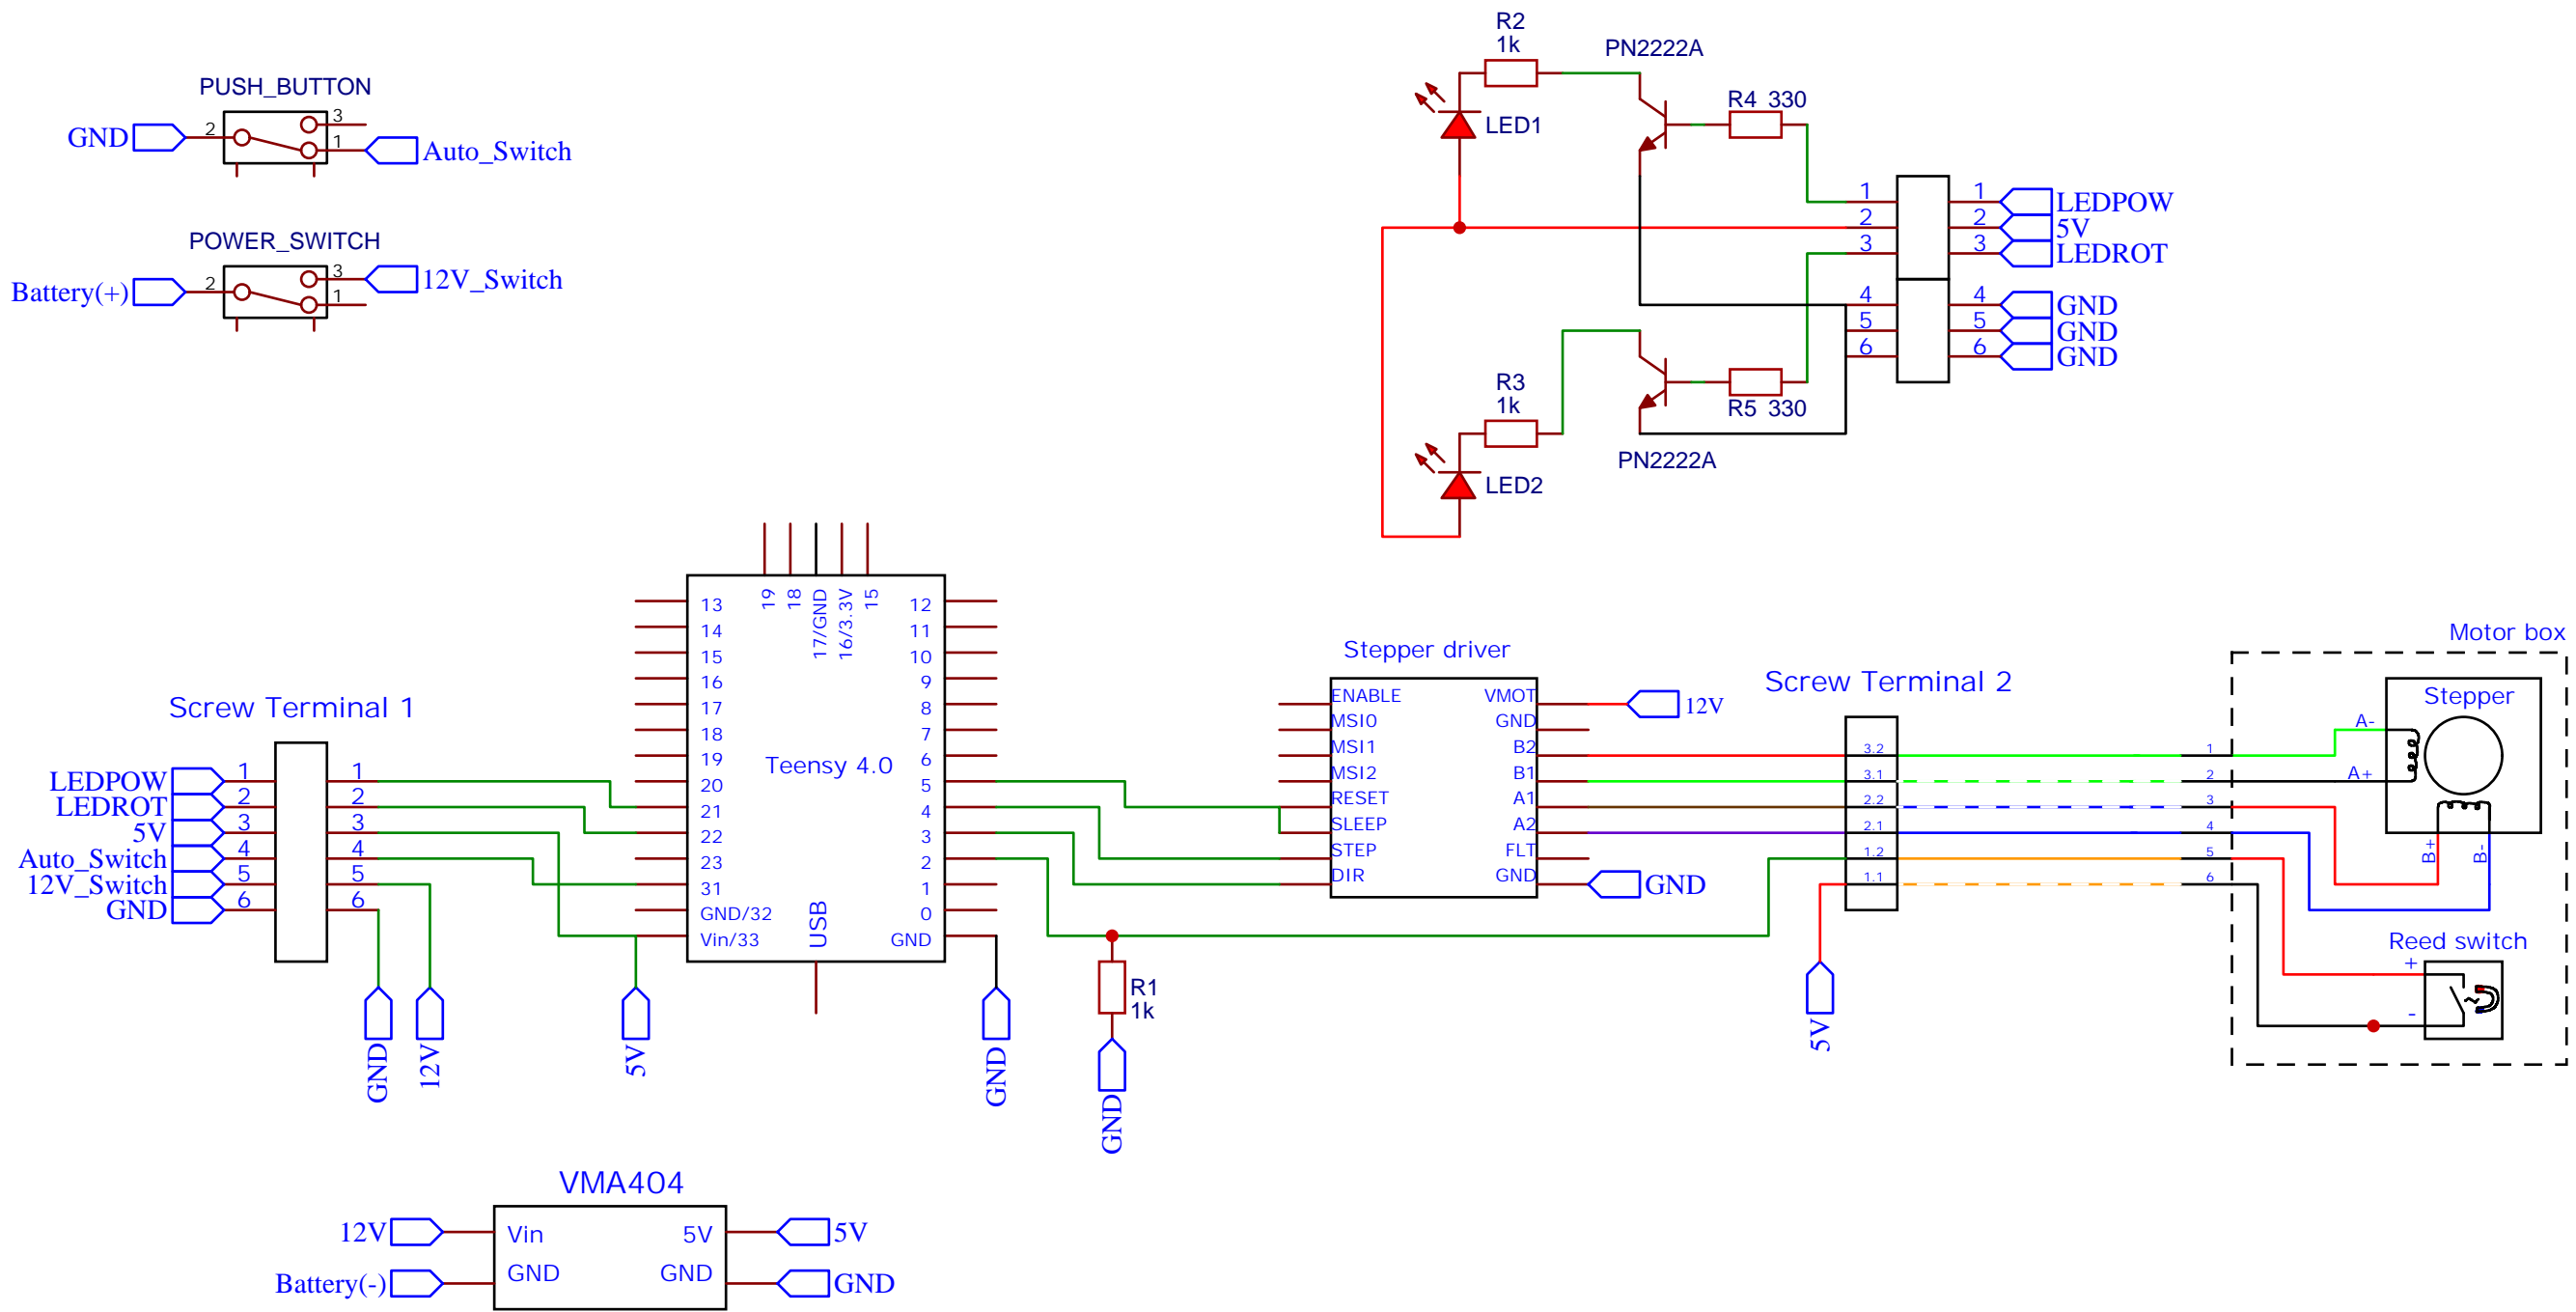 PUSH_BUTTON
GND
2
3
1
Auto_Switch
POWER_SWITCH
Battery(+)
2
3
1
12V_Switch
R2
1k
PN2222A
LED1
R4 330
1 1 LEDPOW
2 2 5V
3 3 LEDROT
4 4 GND
5 5 GND
6 6 GND
R3
1k
R5 330
PN2222A
LED2
Screw Terminal 1
LEDPOW 1 1
LEDROT 2 2
5V 3 3
Auto_Switch 4 4
12V_Switch 5 5
GND 6 6
GND
12V
5V
Teensy 4.0
19
18
17/GND
16/3.3V
15
13
14
15
16
17
18
19
20
21
22
23
31
GND/32
Vin/33
USB
12
11
10
9
8
7
6
5
4
3
2
1
0
GND
GND
R1
1k
GND
Stepper driver
ENABLE
MSI0
MSI1
MSI2
RESET
SLEEP
STEP
DIR
VMOT
GND
B2
B1
A1
A2
FLT
GND
12V
GND
Screw Terminal 2
3.2
3.1
2.2
2.1
1.2
1.1
5V
1
2
3
4
5
6
Motor box
Stepper
A-
A+
B+
B-
Reed switch
+
-
VMA404
12V
Vin
5V
5V
Battery(-)
GND
GND
GND